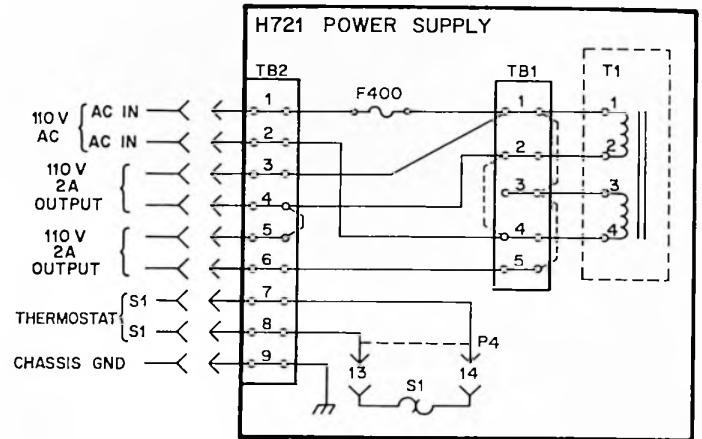 H721 POWER SUPPLY
TB2
TB1
T1
F400
110 V
AC
AC IN
AC IN
110 V
2A
OUTPUT
110 V
2A
OUTPUT
THERMOSTAT
S1
S1
CHASSIS GND
1
2
3
4
5
6
7
8
9
1
2
3
4
5
1
2
3
4
P4
13
14
S1